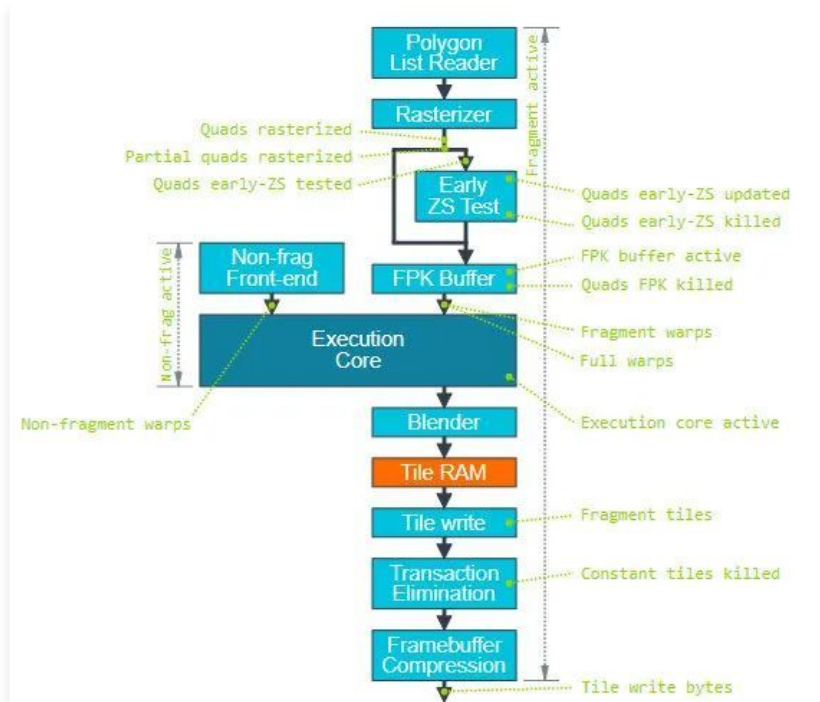 Polygon
List Reader
Fragment active
Rasterizer
Quads rasterized
Partial quads rasterized
Quads early-ZS tested
Early
ZS Test
Quads early-ZS updated
Quads early-ZS killed
Non-frag active
Non-frag
Front-end
FPK Buffer
FPK buffer active
Quads FPK killed
Fragment warps
Full warps
Execution
Core
Non-fragment warps
Execution core active
Blender
Tile RAM
Tile write
Fragment tiles
Transaction
Elimination
Constant tiles killed
Framebuffer
Compression
Tile write bytes